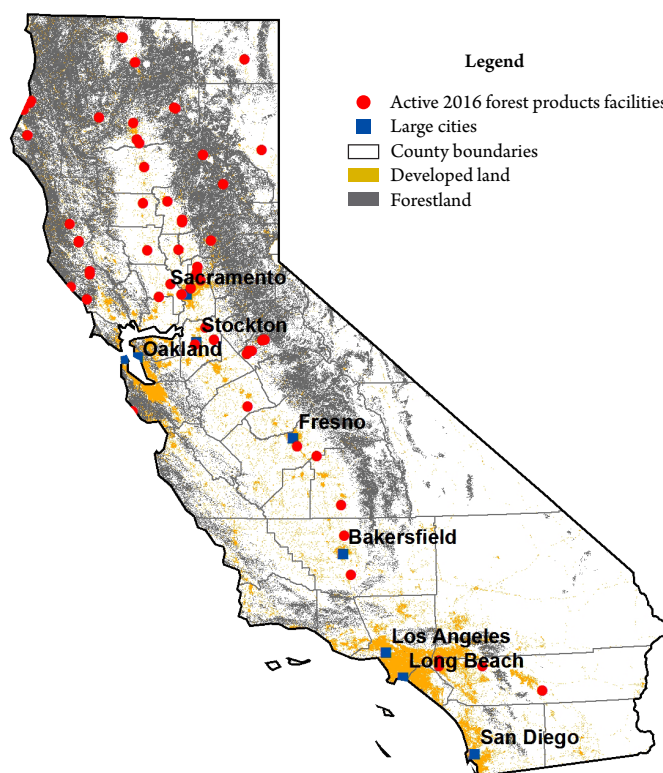 Legend
Active 2016 forest products facilities
Large cities
County boundaries
Developed land
Forestland
Sacramento
Stockton
Oakland
Fresno
Bakersfield
Los Angeles
Long Beach
San Diego